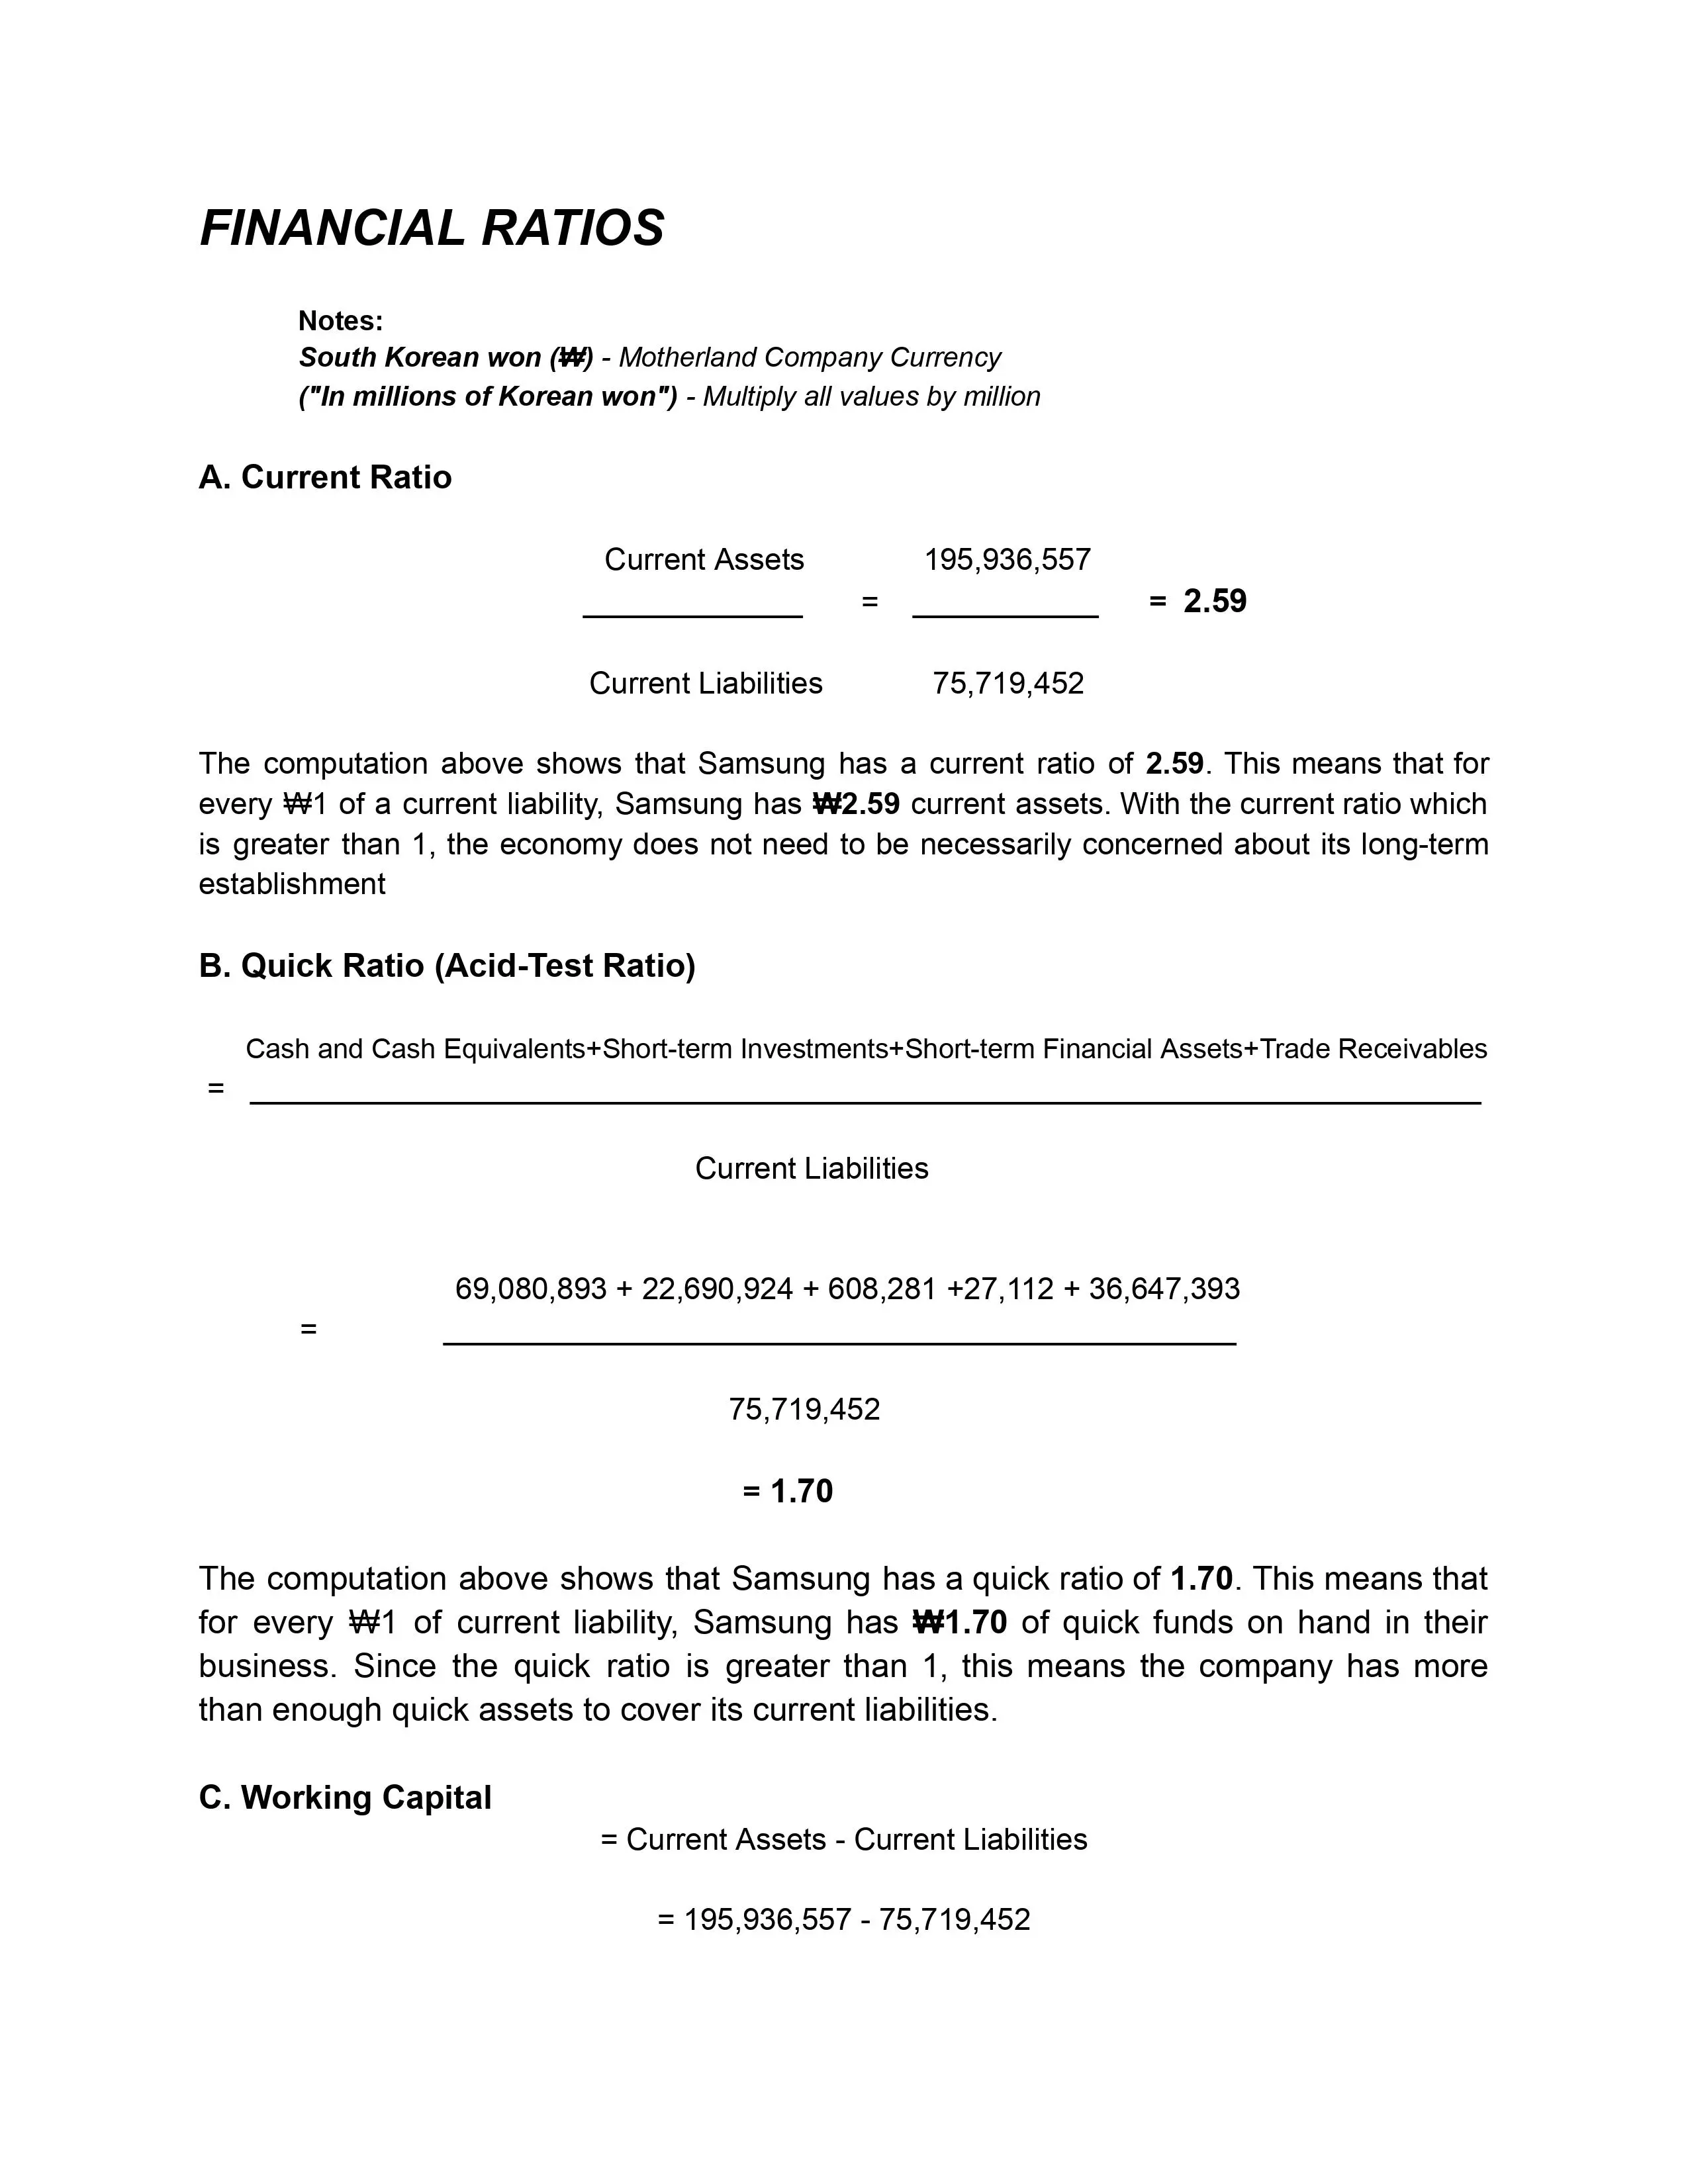 FINANCIAL RATIOS
Notes:
South Korean won (₩) - Motherland Company Currency
("In millions of Korean won") - Multiply all values by million
A. Current Ratio
Current Assets 195,936,557
= = 2.59
Current Liabilities 75,719,452
The computation above shows that Samsung has a current ratio of 2.59. This means that for
every ₩1 of a current liability, Samsung has ₩2.59 current assets. With the current ratio which
is greater than 1, the economy does not need to be necessarily concerned about its long-term
establishment
B. Quick Ratio (Acid-Test Ratio)
Cash and Cash Equivalents+Short-term Investments+Short-term Financial Assets+Trade Receivables
=
Current Liabilities
69,080,893 + 22,690,924 + 608,281 +27,112 + 36,647,393
=
75,719,452
= 1.70
The computation above shows that Samsung has a quick ratio of 1.70. This means that
for every ₩1 of current liability, Samsung has ₩1.70 of quick funds on hand in their
business. Since the quick ratio is greater than 1, this means the company has more
than enough quick assets to cover its current liabilities.
C. Working Capital
= Current Assets - Current Liabilities
= 195,936,557 - 75,719,452